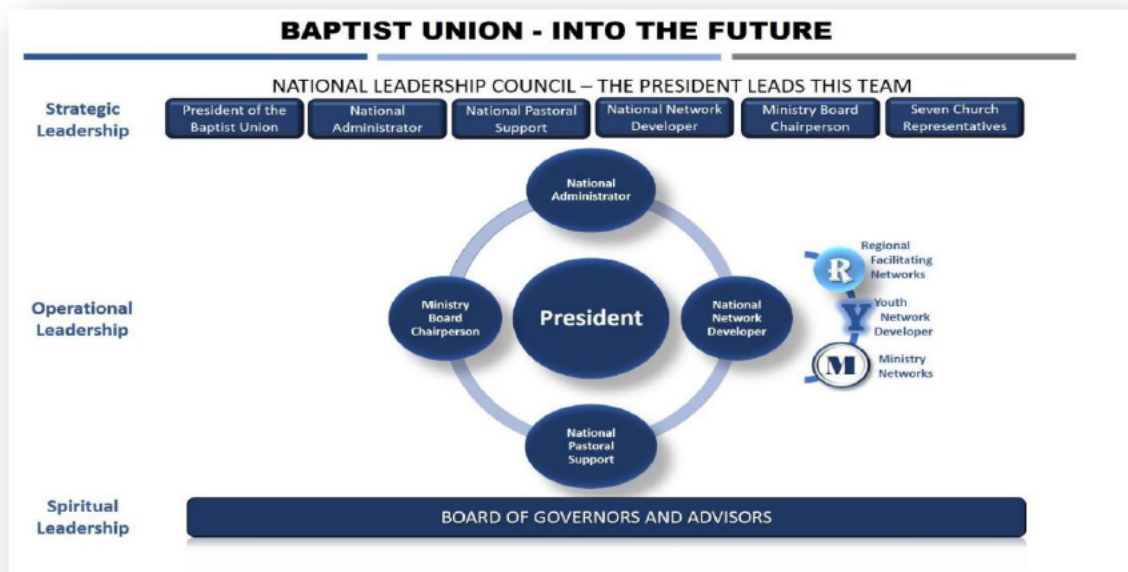 BAPTIST UNION - INTO THE FUTURE
NATIONAL LEADERSHIP COUNCIL – THE PRESIDENT LEADS THIS TEAM
Strategic
Leadership
President of the
Baptist Union
National
Administrator
National Pastoral
Support
National Network
Developer
Ministry Board
Chairperson
Seven Church
Representatives
Operational
Leadership
National
Administrator
Ministry
Board
Chairperson
President
National
Network
Developer
National
Pastoral
Support
R
Regional
Facilitating
Networks
Y
Youth
Network
Developer
M
Ministry
Networks
Spiritual
Leadership
BOARD OF GOVERNORS AND ADVISORS